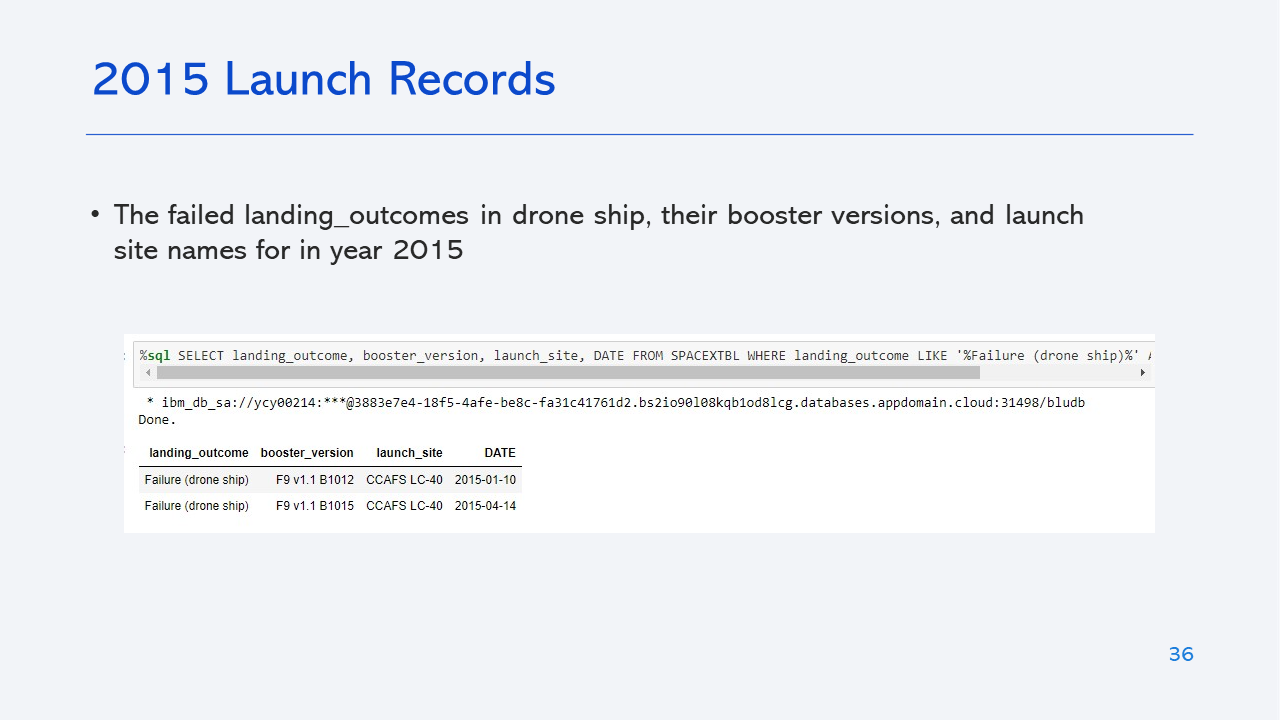 2015 Launch Records
• The failed landing_outcomes in drone ship, their booster versions, and launch
site names for in year 2015
%sql SELECT landing_outcome, booster_version, launch_site, DATE FROM SPACEXTBL WHERE landing_outcome LIKE '%Failure (drone ship)%'
* ibm_db_sa://ycy00214:***@3883e7e4-18f5-4afe-be8c-fa31c41761d2.bs2io90l08kqb1od8lcg.databases.appdomain.cloud:31498/bludb
Done.
landing_outcome booster_version launch_site DATE
Failure (drone ship) F9 v1.1 B1012 CCAFS LC-40 2015-01-10
Failure (drone ship) F9 v1.1 B1015 CCAFS LC-40 2015-04-14
36